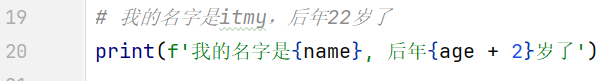 19 # 我的名字是itmy，后年22岁了
20 print(f'我的名字是{name}, 后年{age + 2}岁了')